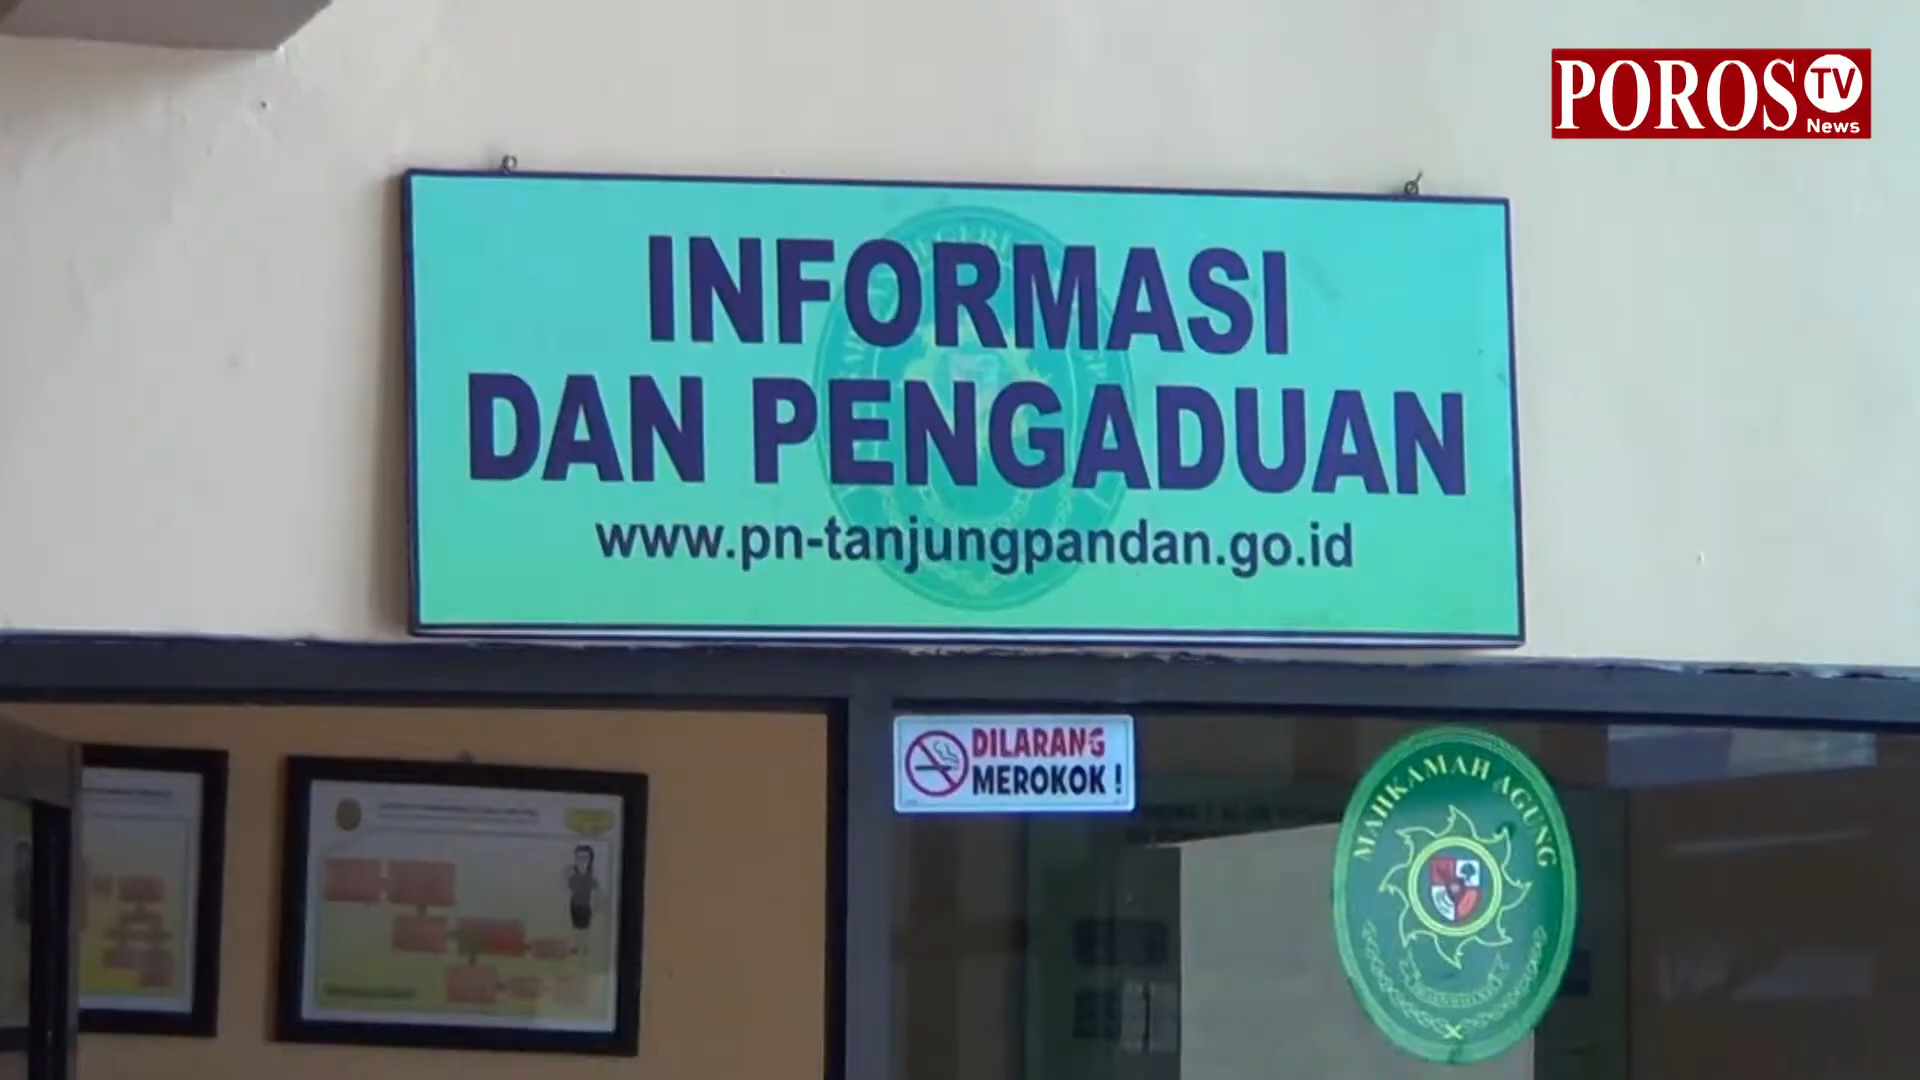 POROS TV
News
INFORMASI
DAN PENGADUAN
www.pn-tanjungpandan.go.id
DILARANG
MEROKOK!
MAHKAMAH AGUNG